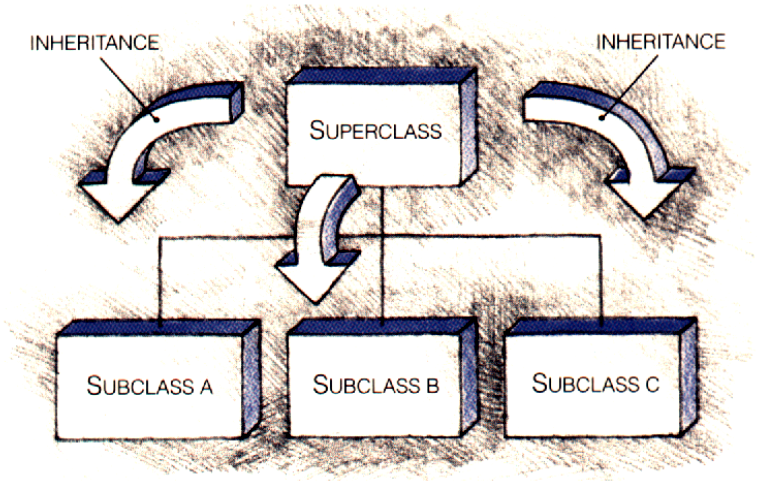 INHERITANCE
INHERITANCE
SUPERCLASS
SUBCLASS A
SUBCLASS B
SUBCLASS C